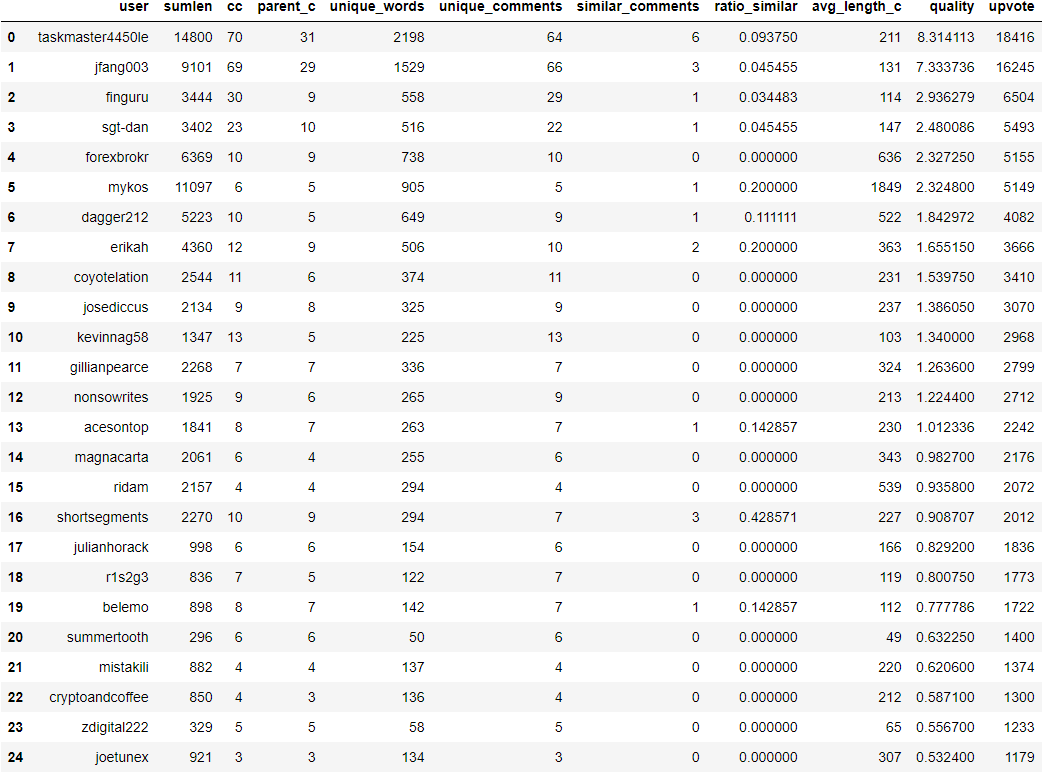 user sumlen cc parent_c unique_words unique_comments similar_comments ratio_similar avg_length_c quality upvote
0 taskmaster4450le 14800 70 31 2198 64 6 0.093750 211 8.314113 18416
1 jfang003 9101 69 29 1529 66 3 0.045455 131 7.333736 16245
2 finguru 3444 30 9 558 29 1 0.034483 114 2.936279 6504
3 sgt-dan 3402 23 10 516 22 1 0.045455 147 2.480086 5493
4 forexbrokr 6369 10 9 738 10 0 0.000000 636 2.327250 5155
5 mykos 11097 6 5 905 5 1 0.200000 1849 2.324800 5149
6 dagger212 5223 10 5 649 9 1 0.111111 522 1.842972 4082
7 erikah 4360 12 9 506 10 2 0.200000 363 1.655150 3666
8 coyotelation 2544 11 6 374 11 0 0.000000 231 1.539750 3410
9 josediccus 2134 9 8 325 9 0 0.000000 237 1.386050 3070
10 kevinnag58 1347 13 5 225 13 0 0.000000 103 1.340000 2968
11 gillianpearce 2268 7 7 336 7 0 0.000000 324 1.263600 2799
12 nonsowrites 1925 9 6 265 9 0 0.000000 213 1.224400 2712
13 acesontop 1841 8 7 263 7 1 0.142857 230 1.012336 2242
14 magnacarta 2061 6 4 255 6 0 0.000000 343 0.982700 2176
15 ridam 2157 4 4 294 4 0 0.000000 539 0.935800 2072
16 shortsegments 2270 10 9 294 7 3 0.428571 227 0.908707 2012
17 julianhorack 998 6 6 154 6 0 0.000000 166 0.829200 1836
18 r1s2g3 836 7 5 122 7 0 0.000000 119 0.800750 1773
19 belemo 898 8 7 142 7 1 0.142857 112 0.777786 1722
20 summertooth 296 6 6 50 6 0 0.000000 49 0.632250 1400
21 mistakili 882 4 4 137 4 0 0.000000 220 0.620600 1374
22 cryptoandcoffee 850 4 3 136 4 0 0.000000 212 0.587100 1300
23 zdigital222 329 5 5 58 5 0 0.000000 65 0.556700 1233
24 joetunex 921 3 3 134 3 0 0.000000 307 0.532400 1179